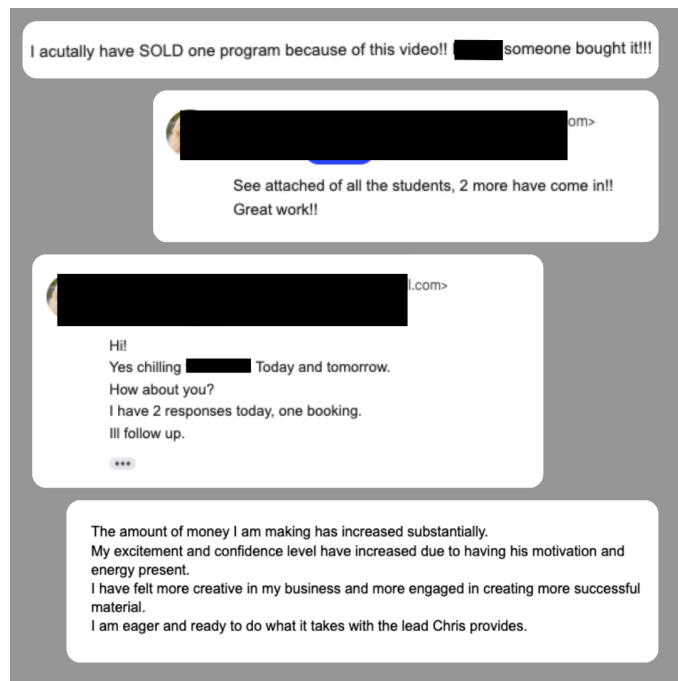 I acutally have SOLD one program because of this video!! someone bought it!!!
om>
See attached of all the students, 2 more have come in!!
Great work!!
l.com>
Hi!
Yes chilling Today and tomorrow.
How about you?
I have 2 responses today, one booking.
Ill follow up.
The amount of money I am making has increased substantially.
My excitement and confidence level have increased due to having his motivation and
energy present.
I have felt more creative in my business and more engaged in creating more successful
material.
I am eager and ready to do what it takes with the lead Chris provides.